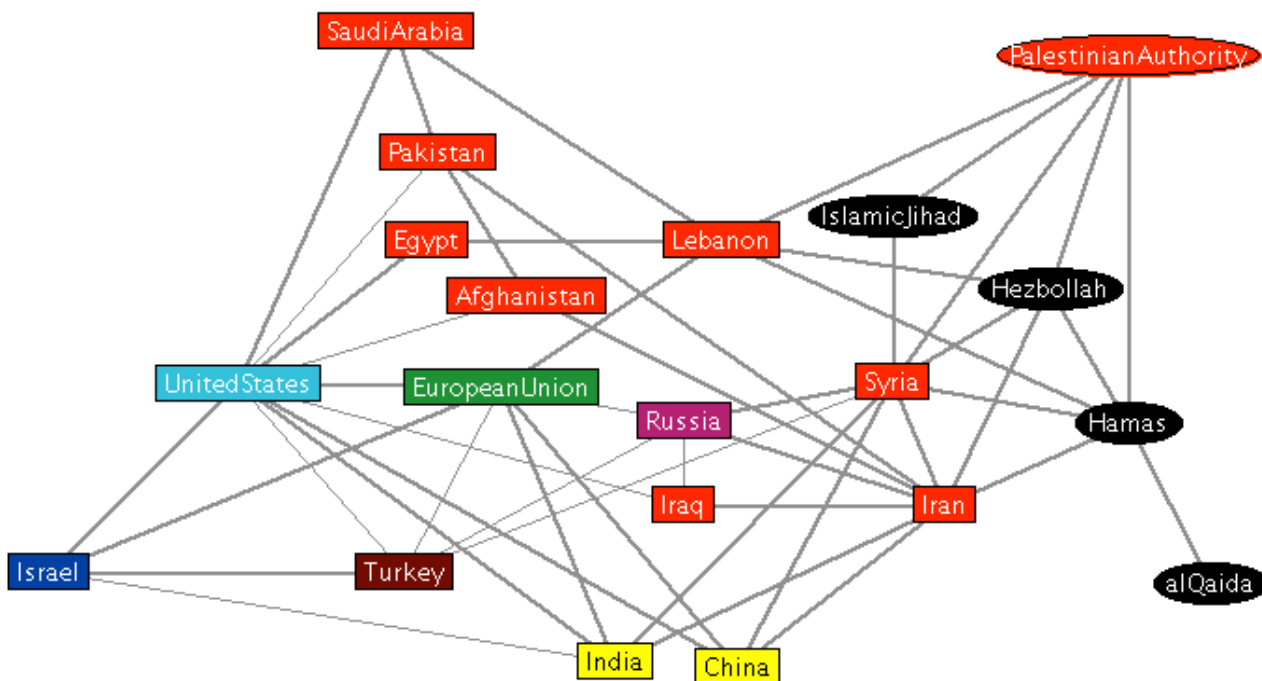 SaudiArabia
PalestinianAuthority
Pakistan
IslamicJihad
Egypt
Lebanon
Hezbollah
Afghanistan
UnitedStates
EuropeanUnion
Syria
Russia
Hamas
Iraq
Iran
Israel
Turkey
alQaida
India
China